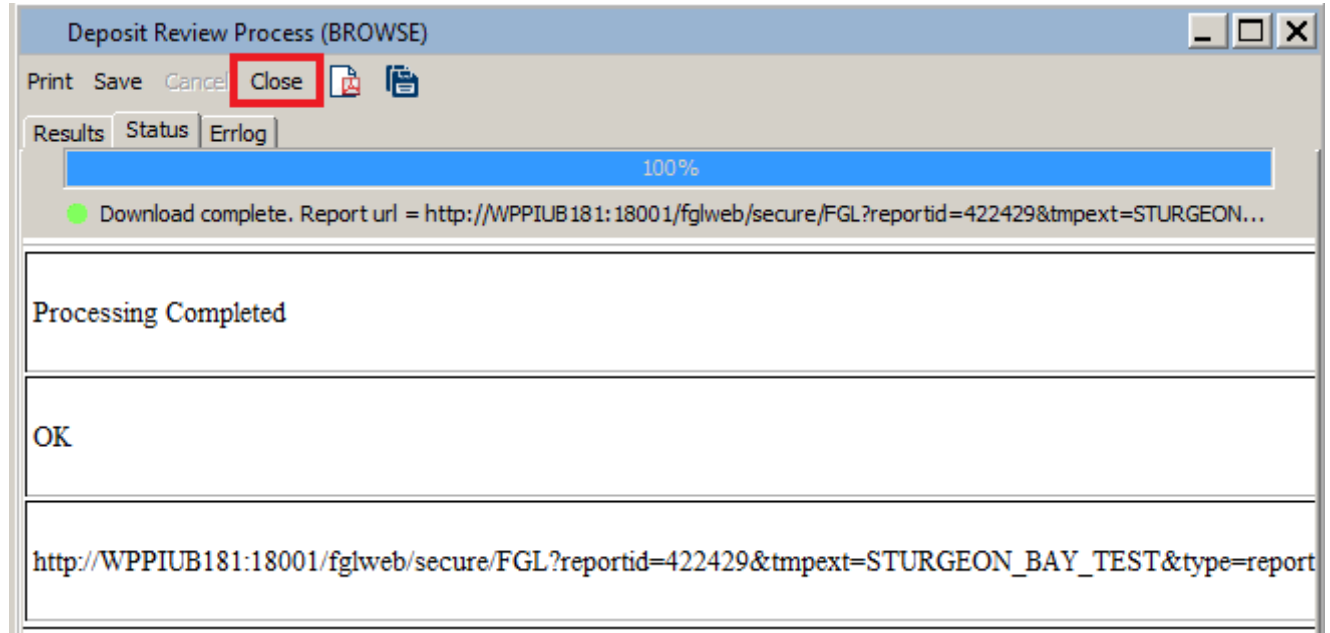 Deposit Review Process (BROWSE)
Print Save Cancel Close
Results Status Errlog
100%
Download complete. Report url = http://WPPIUB181:18001/fglweb/secure/FGL?reportid=422429&tmpext=STURGEON...
Processing Completed
OK
http://WPPIUB181:18001/fglweb/secure/FGL?reportid=422429&tmpext=STURGEON_BAY_TEST&type=report